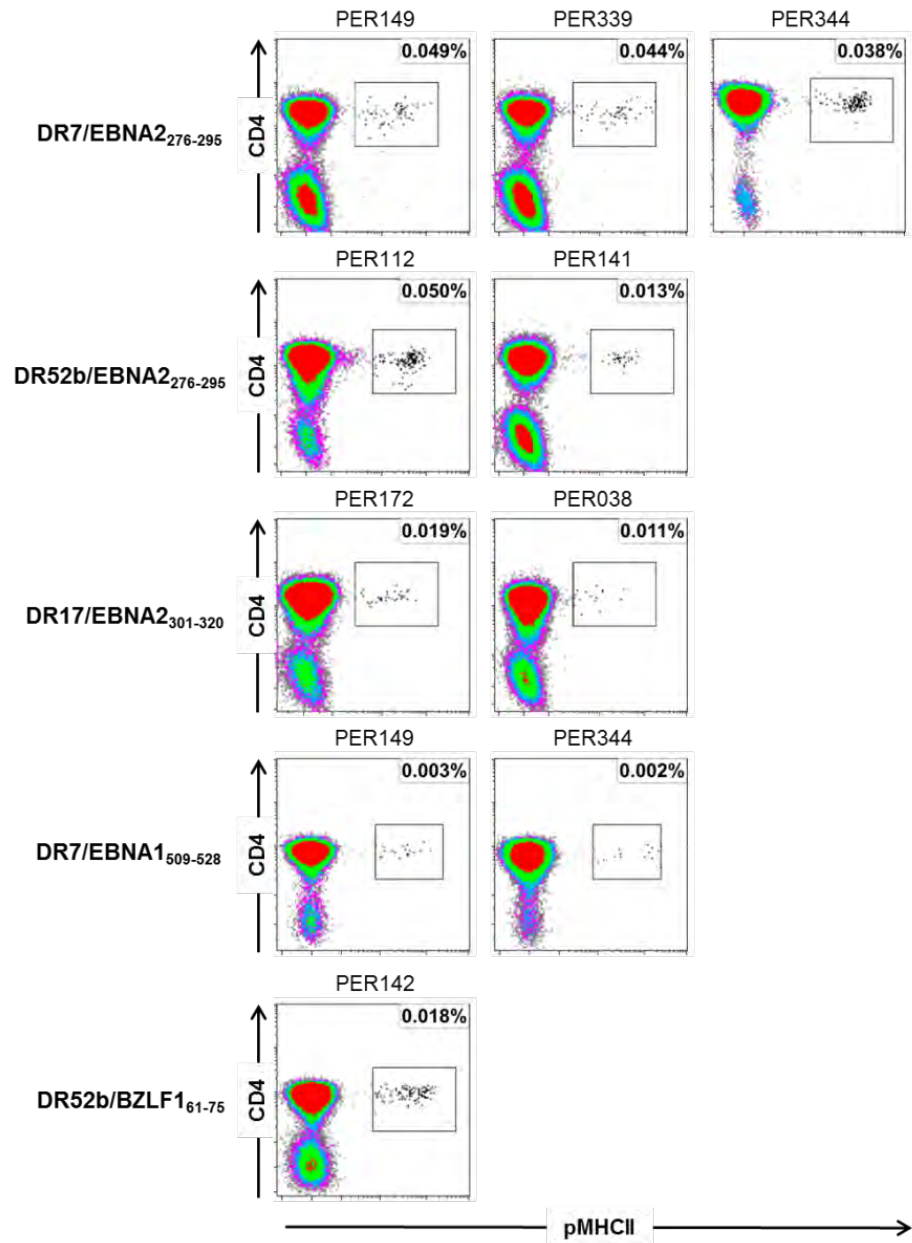 PER149 PER339 PER344
0.049% 0.044% 0.038%
DR7/EBNA2276-295
CD4
PER112 PER141
0.050% 0.013%
DR52b/EBNA2276-295
CD4
PER172 PER038
0.019% 0.011%
DR17/EBNA2301-320
CD4
PER149 PER344
0.003% 0.002%
DR7/EBNA1509-528
CD4
PER142
0.018%
DR52b/BZLF161-75
CD4
pMHCII